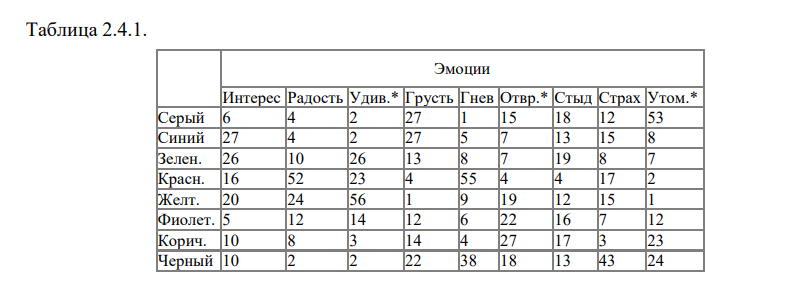 Таблица 2.4.1.
Эмоции
Интерес Радость Удив.* Грусть Гнев Отвр.* Стыд Страх Утом.*
Серый 6 4 2 27 1 15 18 12 53
Синий 27 4 2 27 5 7 13 15 8
Зелен. 26 10 26 13 8 7 19 8 7
Красн. 16 52 23 4 55 4 4 17 2
Желт. 20 24 56 1 9 19 12 15 1
Фиолет. 5 12 14 12 6 22 16 7 12
Корич. 10 8 3 14 4 27 17 3 23
Черный 10 2 2 22 38 18 13 43 24